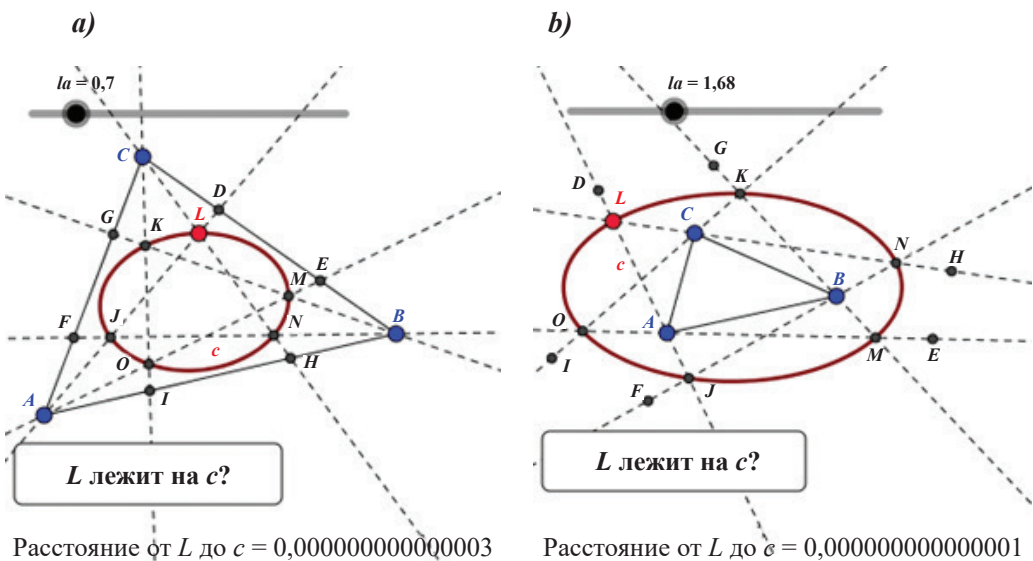 a)
b)
la = 0,7
la = 1,68
C
G
D
L
K
E
M
F
J
N
B
O
c
H
I
A
G
K
D
L
C
N
H
c
B
O
A
M
E
I
F
J
L лежит на c?
L лежит на c?
Расстояние от L до c = 0,000000000000003
Расстояние от L до c = 0,000000000000001